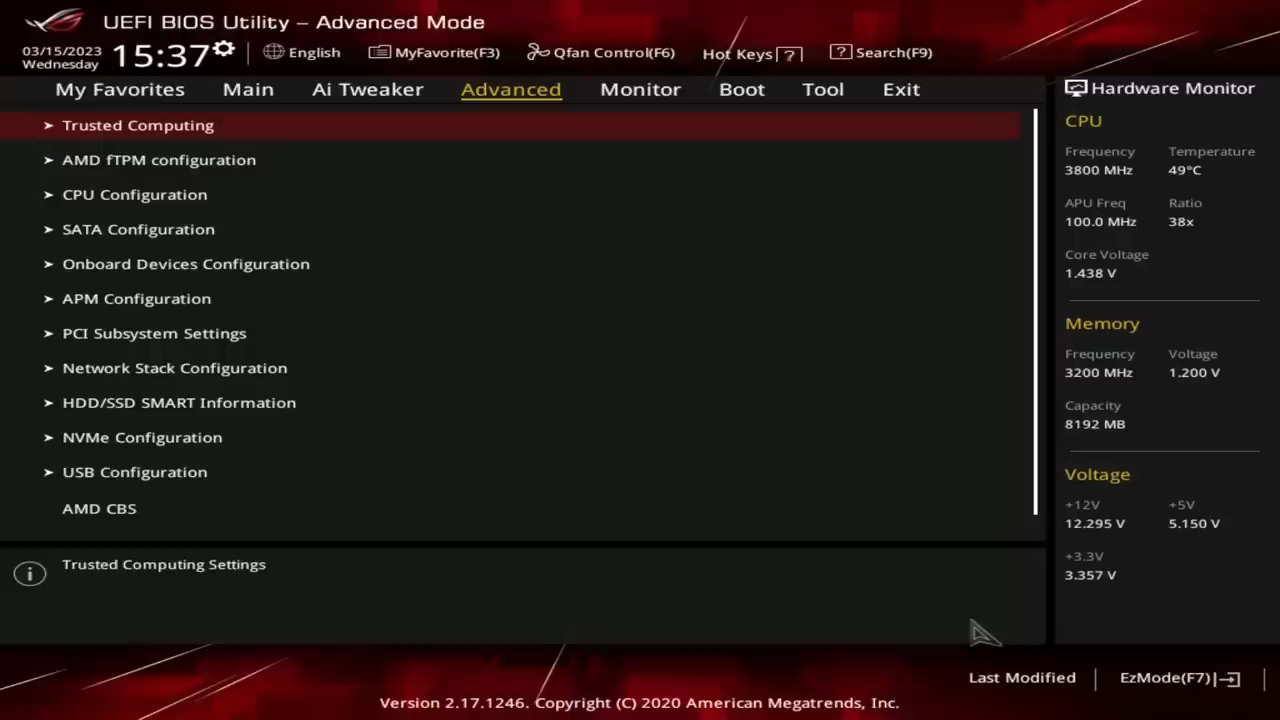 UEFI BIOS Utility – Advanced Mode
03/15/2023
Wednesday
15:37
English
MyFavorite(F3)
Qfan Control(F6)
Hot Keys ?
? Search(F9)
My Favorites Main Ai Tweaker Advanced Monitor Boot Tool Exit
Trusted Computing
AMD fTPM configuration
CPU Configuration
SATA Configuration
Onboard Devices Configuration
APM Configuration
PCI Subsystem Settings
Network Stack Configuration
HDD/SSD SMART Information
NVMe Configuration
USB Configuration
AMD CBS
i Trusted Computing Settings
Hardware Monitor
CPU
Frequency Temperature
3800 MHz 49°C
APU Freq Ratio
100.0 MHz 38x
Core Voltage
1.438 V
Memory
Frequency Voltage
3200 MHz 1.200 V
Capacity
8192 MB
Voltage
+12V +5V
12.295 V 5.150 V
+3.3V
3.357 V
Last Modified
EzMode(F7)
Version 2.17.1246. Copyright (C) 2020 American Megatrends, Inc.